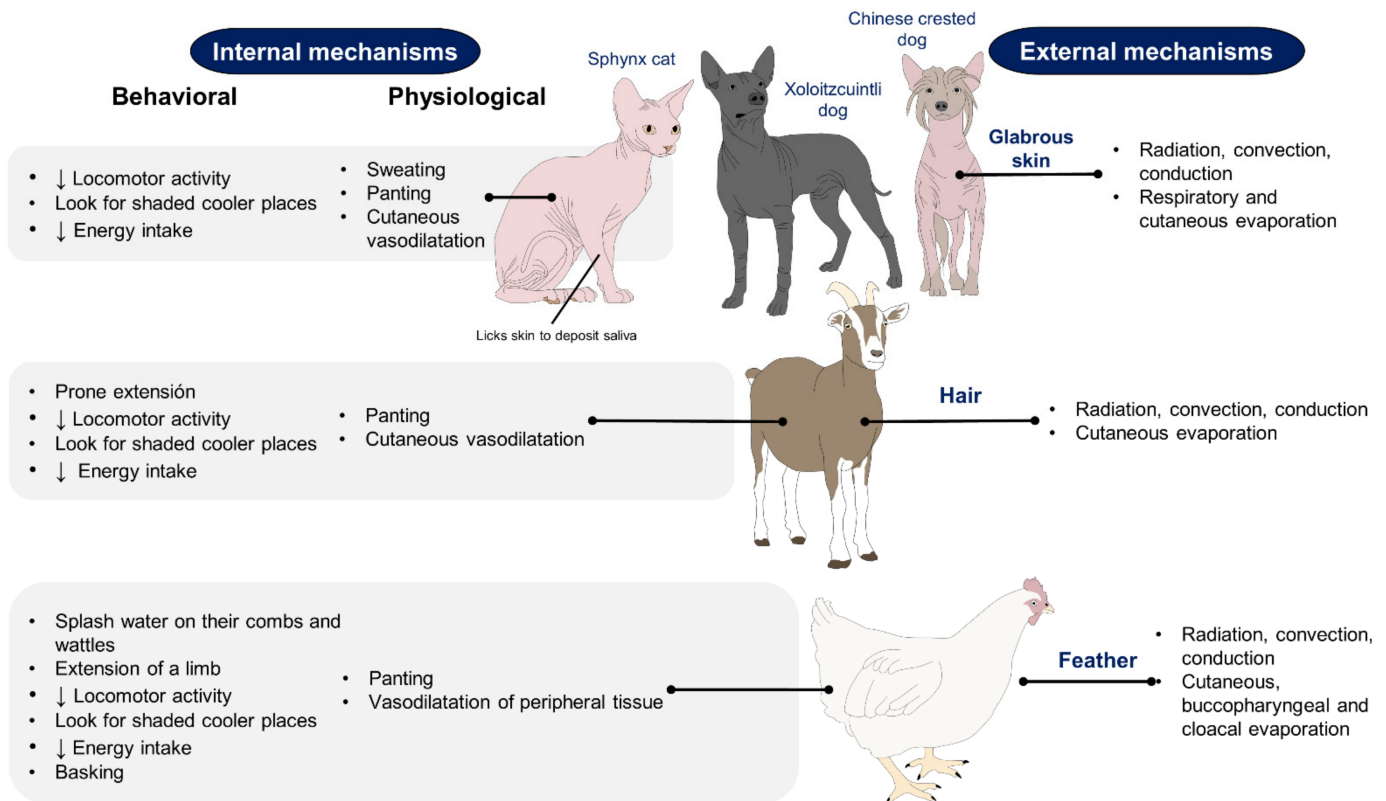 Internal mechanisms
External mechanisms
Behavioral
Physiological
Sphynx cat
Xoloitzcuintli
dog
Chinese crested
dog
• ↓ Locomotor activity
• Look for shaded cooler places
• ↓ Energy intake
• Sweating
• Panting
• Cutaneous
vasodilatation
Licks skin to deposit saliva
Glabrous
skin
• Radiation, convection,
conduction
• Respiratory and
cutaneous evaporation
• Prone extensión
• ↓ Locomotor activity
• Look for shaded cooler places
• ↓ Energy intake
• Panting
• Cutaneous vasodilatation
Hair
• Radiation, convection, conduction
• Cutaneous evaporation
• Splash water on their combs and
wattles
• Extension of a limb
• ↓ Locomotor activity
• Look for shaded cooler places
• ↓ Energy intake
• Basking
• Panting
• Vasodilatation of peripheral tissue
Feather
• Radiation, convection,
conduction
• Cutaneous,
buccopharyngeal and
cloacal evaporation